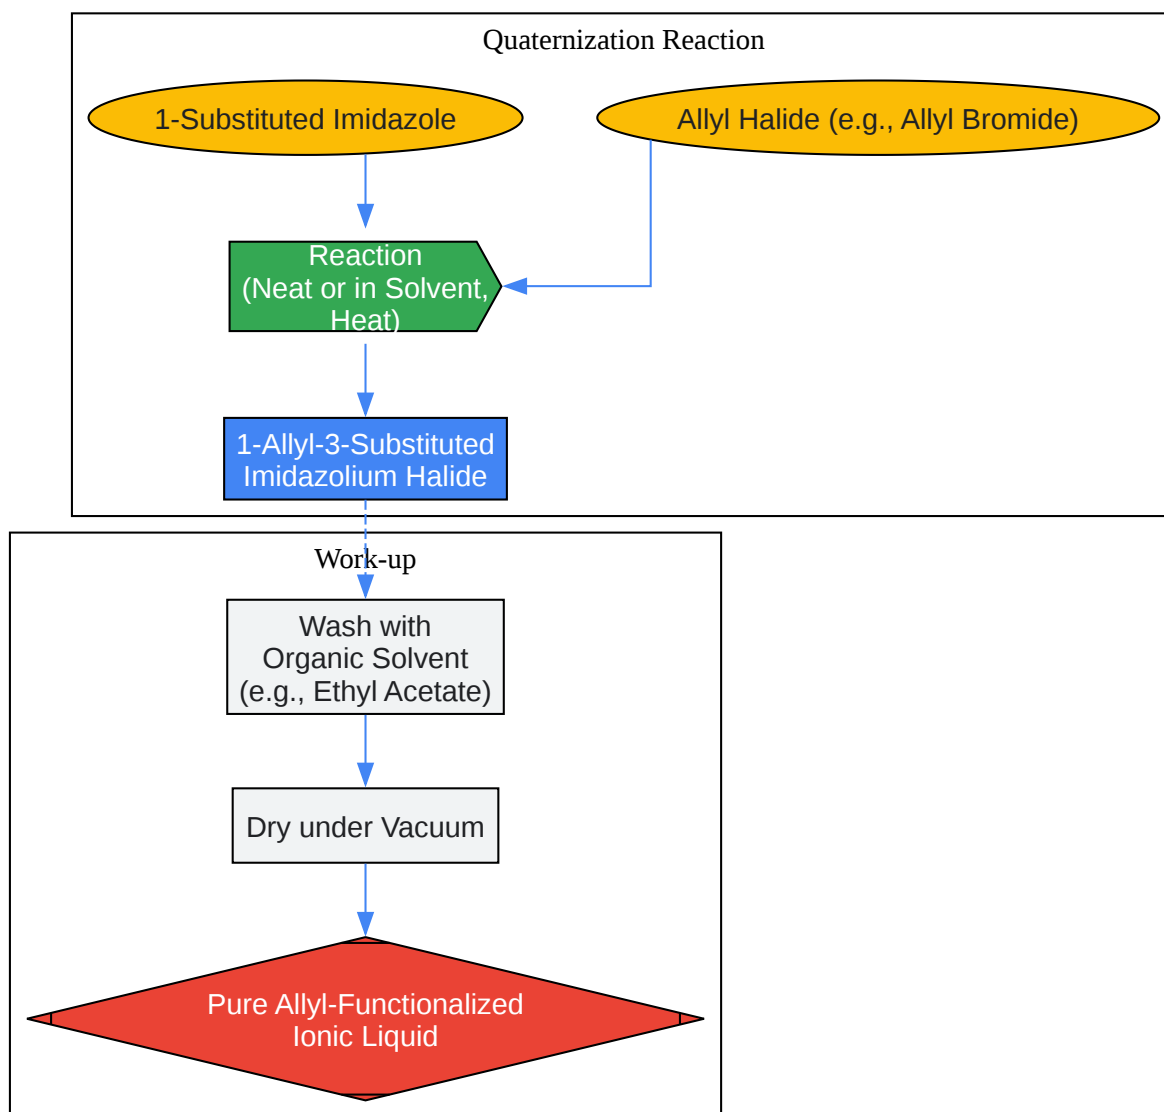 Quaternization Reaction
1-Substituted Imidazole
Allyl Halide (e.g., Allyl Bromide)
Reaction
(Neat or in Solvent,
Heat)
1-Allyl-3-Substituted
Imidazolium Halide
Work-up
Wash with
Organic Solvent
(e.g., Ethyl Acetate)
Dry under Vacuum
Pure Allyl-Functionalized
Ionic Liquid